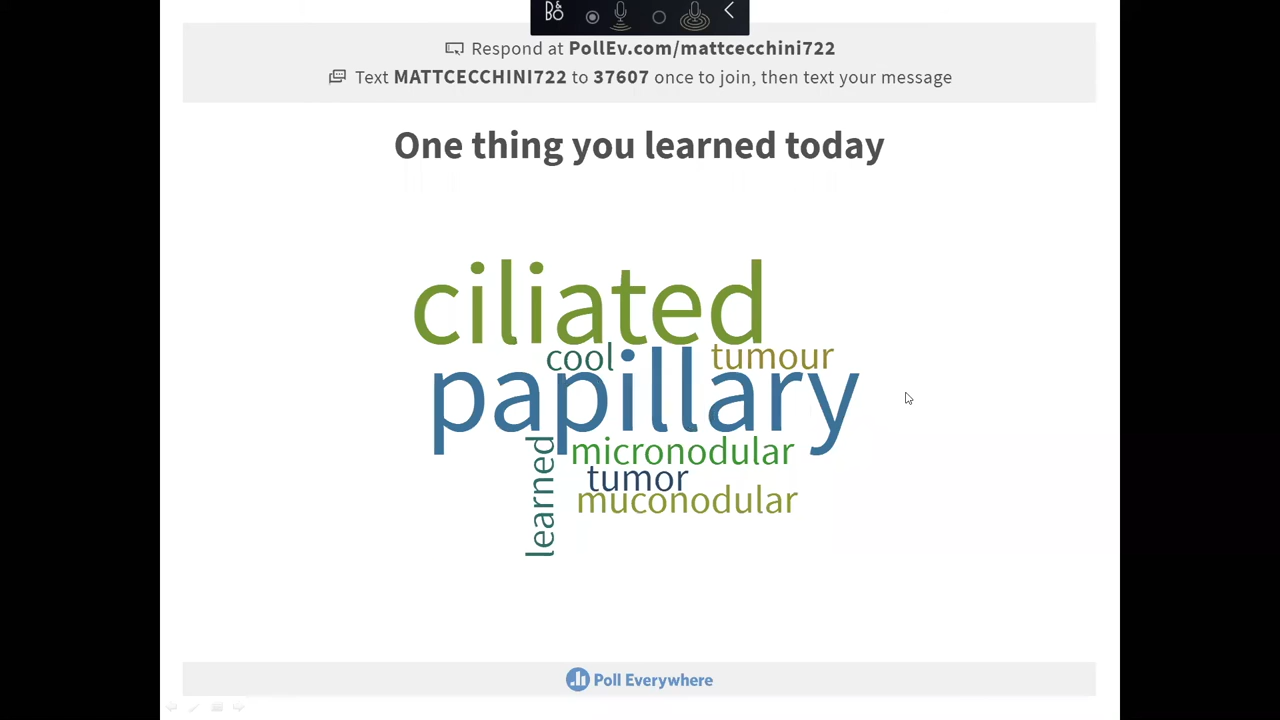 B&O
Respond at PollEv.com/mattcecchini722
Text MATTCECCHINI722 to 37607 once to join, then text your message
One thing you learned today
ciliated
cool
tumour
papillary
learned
micronodular
tumor
muconodular
Poll Everywhere